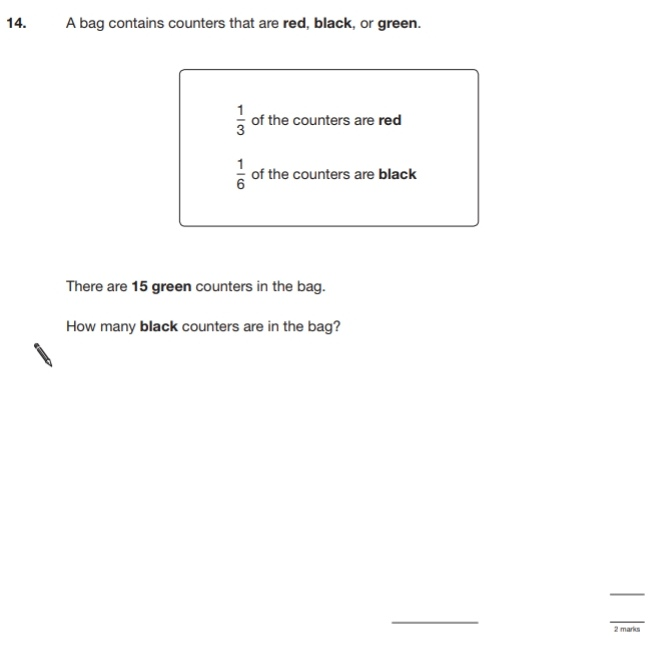 14. A bag contains counters that are red, black, or green.
1/3 of the counters are red
1/6 of the counters are black
There are 15 green counters in the bag.
How many black counters are in the bag?
2 marks